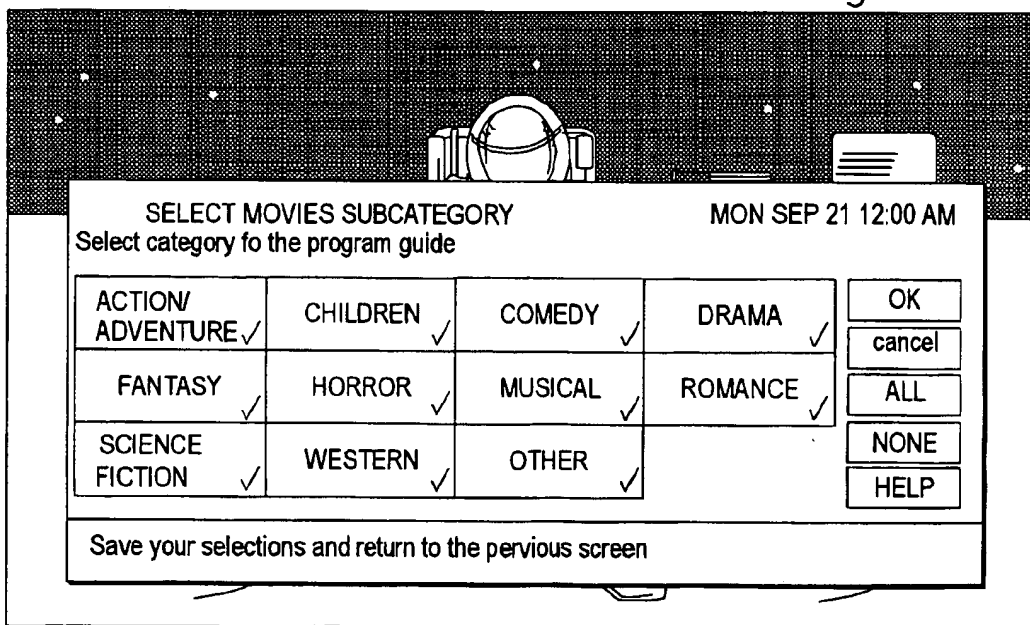 SELECT MOVIES SUBCATEGORY
MON SEP 21 12:00 AM
Select category fo the program guide
ACTION/
ADVENTURE✓
CHILDREN ✓
COMEDY ✓
DRAMA ✓
OK
cancel
FANTASY ✓
HORROR ✓
MUSICAL ✓
ROMANCE ✓
ALL
SCIENCE
FICTION ✓
WESTERN ✓
OTHER ✓
NONE
HELP
Save your selections and return to the pervious screen